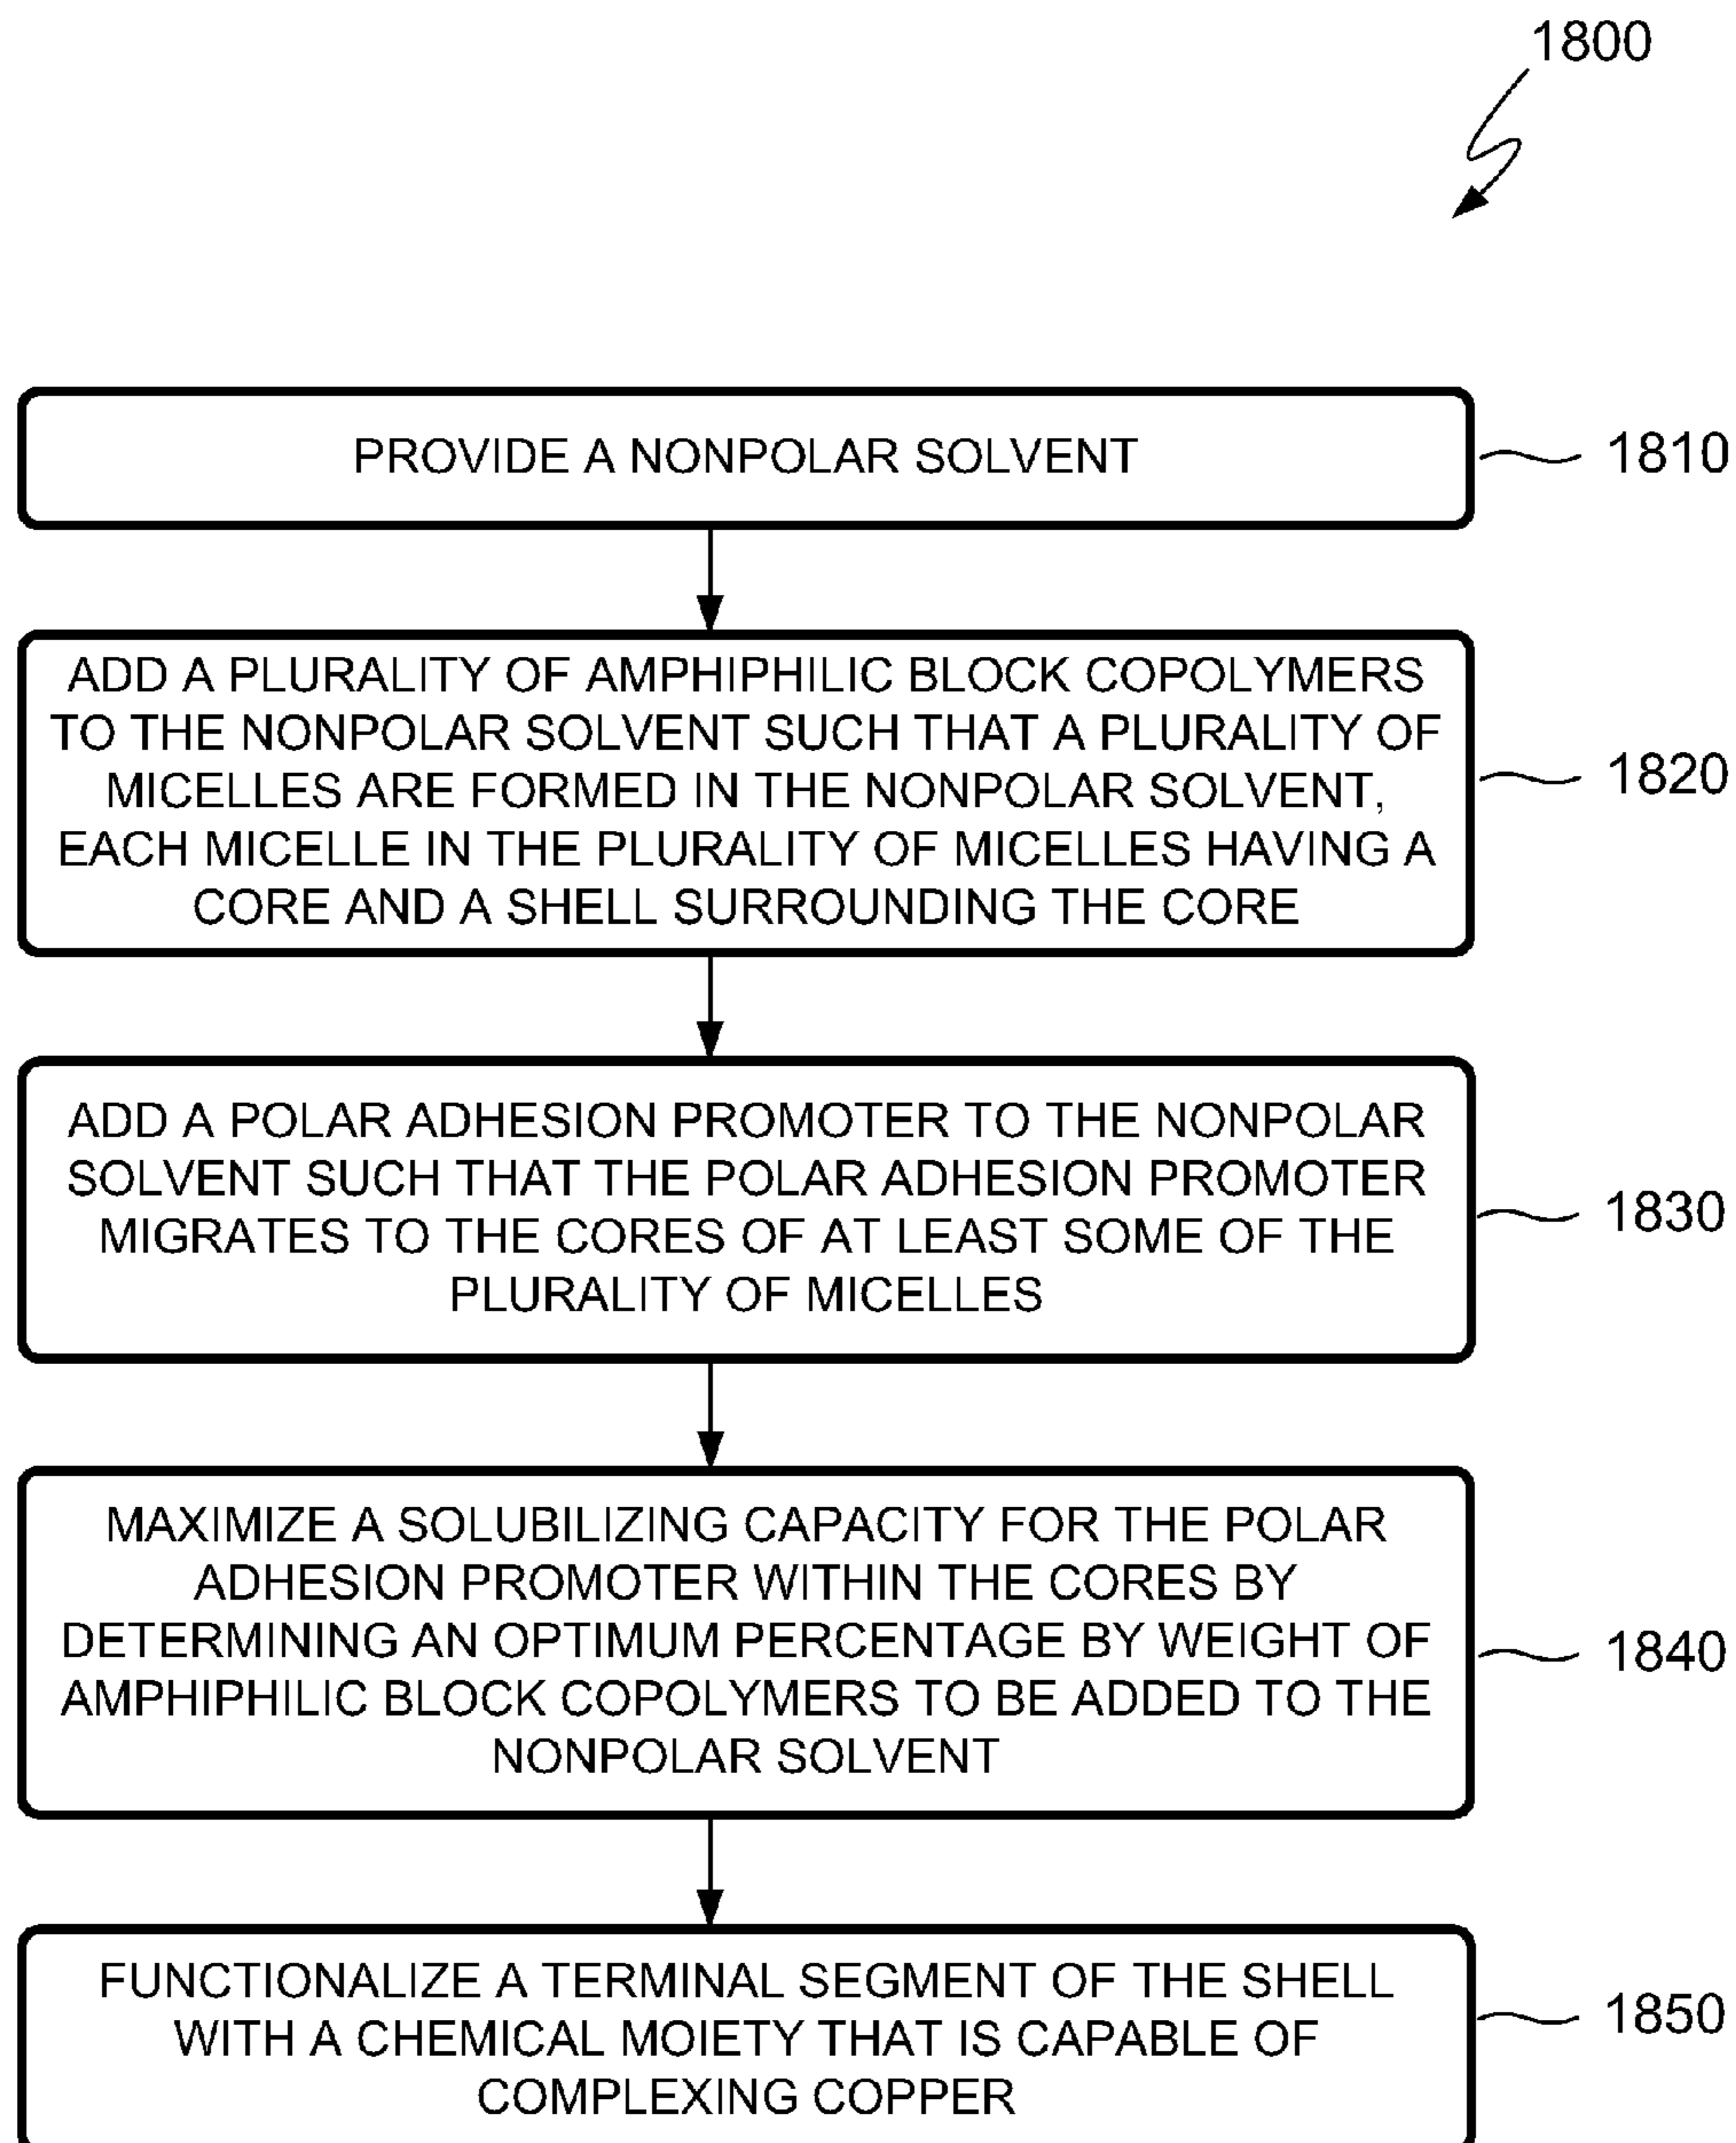 1800
PROVIDE A NONPOLAR SOLVENT
1810
ADD A PLURALITY OF AMPHIPHILIC BLOCK COPOLYMERS
TO THE NONPOLAR SOLVENT SUCH THAT A PLURALITY OF
MICELLES ARE FORMED IN THE NONPOLAR SOLVENT,
EACH MICELLE IN THE PLURALITY OF MICELLES HAVING A
CORE AND A SHELL SURROUNDING THE CORE
1820
ADD A POLAR ADHESION PROMOTER TO THE NONPOLAR
SOLVENT SUCH THAT THE POLAR ADHESION PROMOTER
MIGRATES TO THE CORES OF AT LEAST SOME OF THE
PLURALITY OF MICELLES
1830
MAXIMIZE A SOLUBILIZING CAPACITY FOR THE POLAR
ADHESION PROMOTER WITHIN THE CORES BY
DETERMINING AN OPTIMUM PERCENTAGE BY WEIGHT OF
AMPHIPHILIC BLOCK COPOLYMERS TO BE ADDED TO THE
NONPOLAR SOLVENT
1840
FUNCTIONALIZE A TERMINAL SEGMENT OF THE SHELL
WITH A CHEMICAL MOIETY THAT IS CAPABLE OF
COMPLEXING COPPER
1850